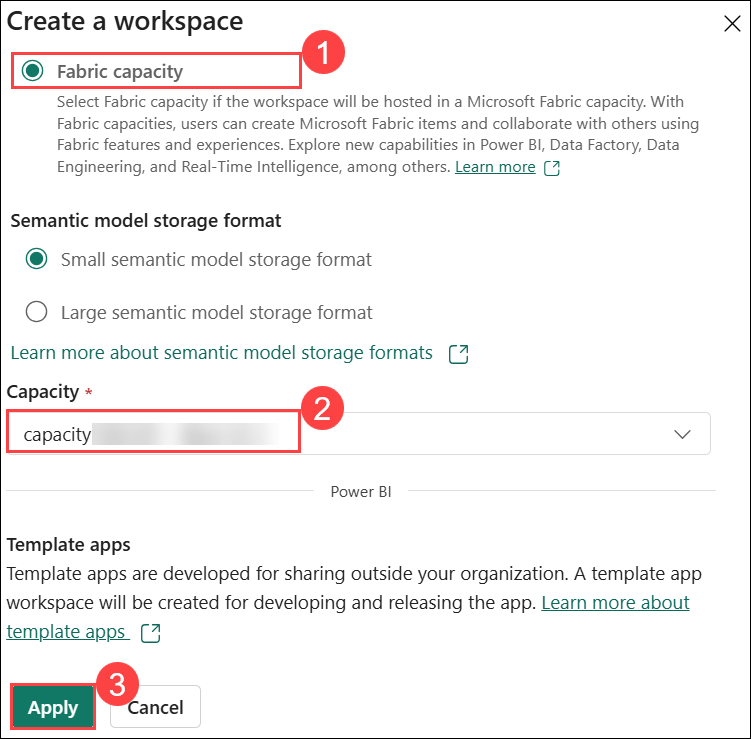 Create a workspace
1
Fabric capacity
Select Fabric capacity if the workspace will be hosted in a Microsoft Fabric capacity. With
Fabric capacities, users can create Microsoft Fabric items and collaborate with others using
Fabric features and experiences. Explore new capabilities in Power BI, Data Factory, Data
Engineering, and Real-Time Intelligence, among others. Learn more
Semantic model storage format
Small semantic model storage format
Large semantic model storage format
Learn more about semantic model storage formats
Capacity *
2
capacity
Power BI
Template apps
Template apps are developed for sharing outside your organization. A template app
workspace will be created for developing and releasing the app. Learn more about
template apps
3
Apply
Cancel